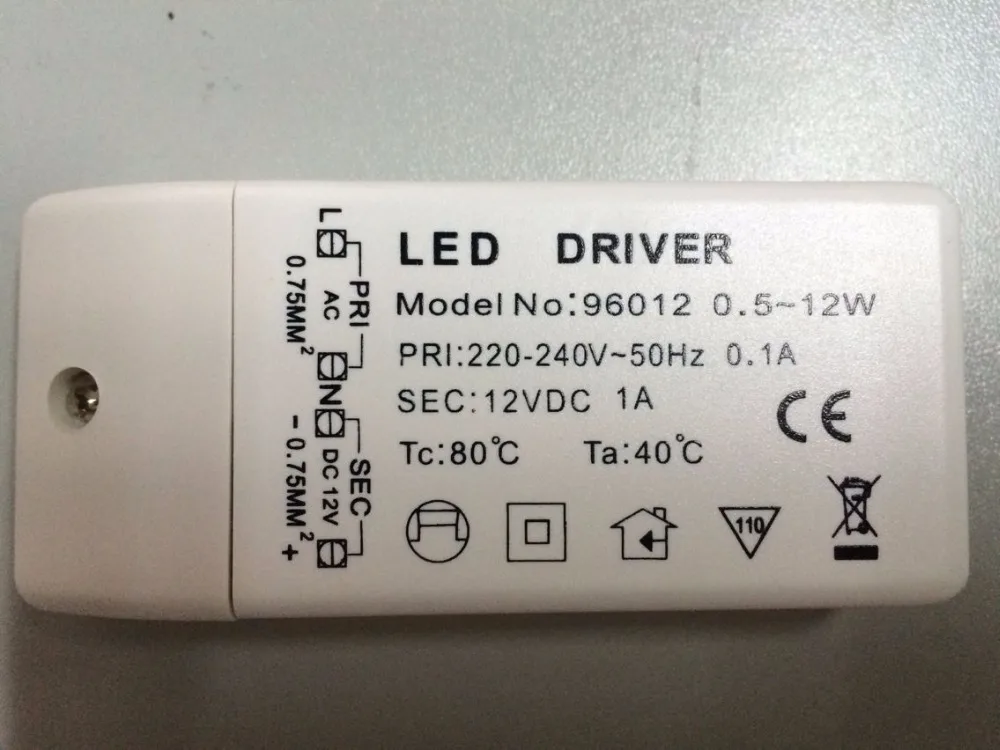 LED DRIVER
Model No:96012 0.5~12W
PRI:220-240V~50Hz 0.1A
SEC:12VDC 1A
Tc:80℃ Ta:40℃
CE
110
L
N
PRI
AC
0.75MM²
SEC
DC 12V
- 0.75MM² +